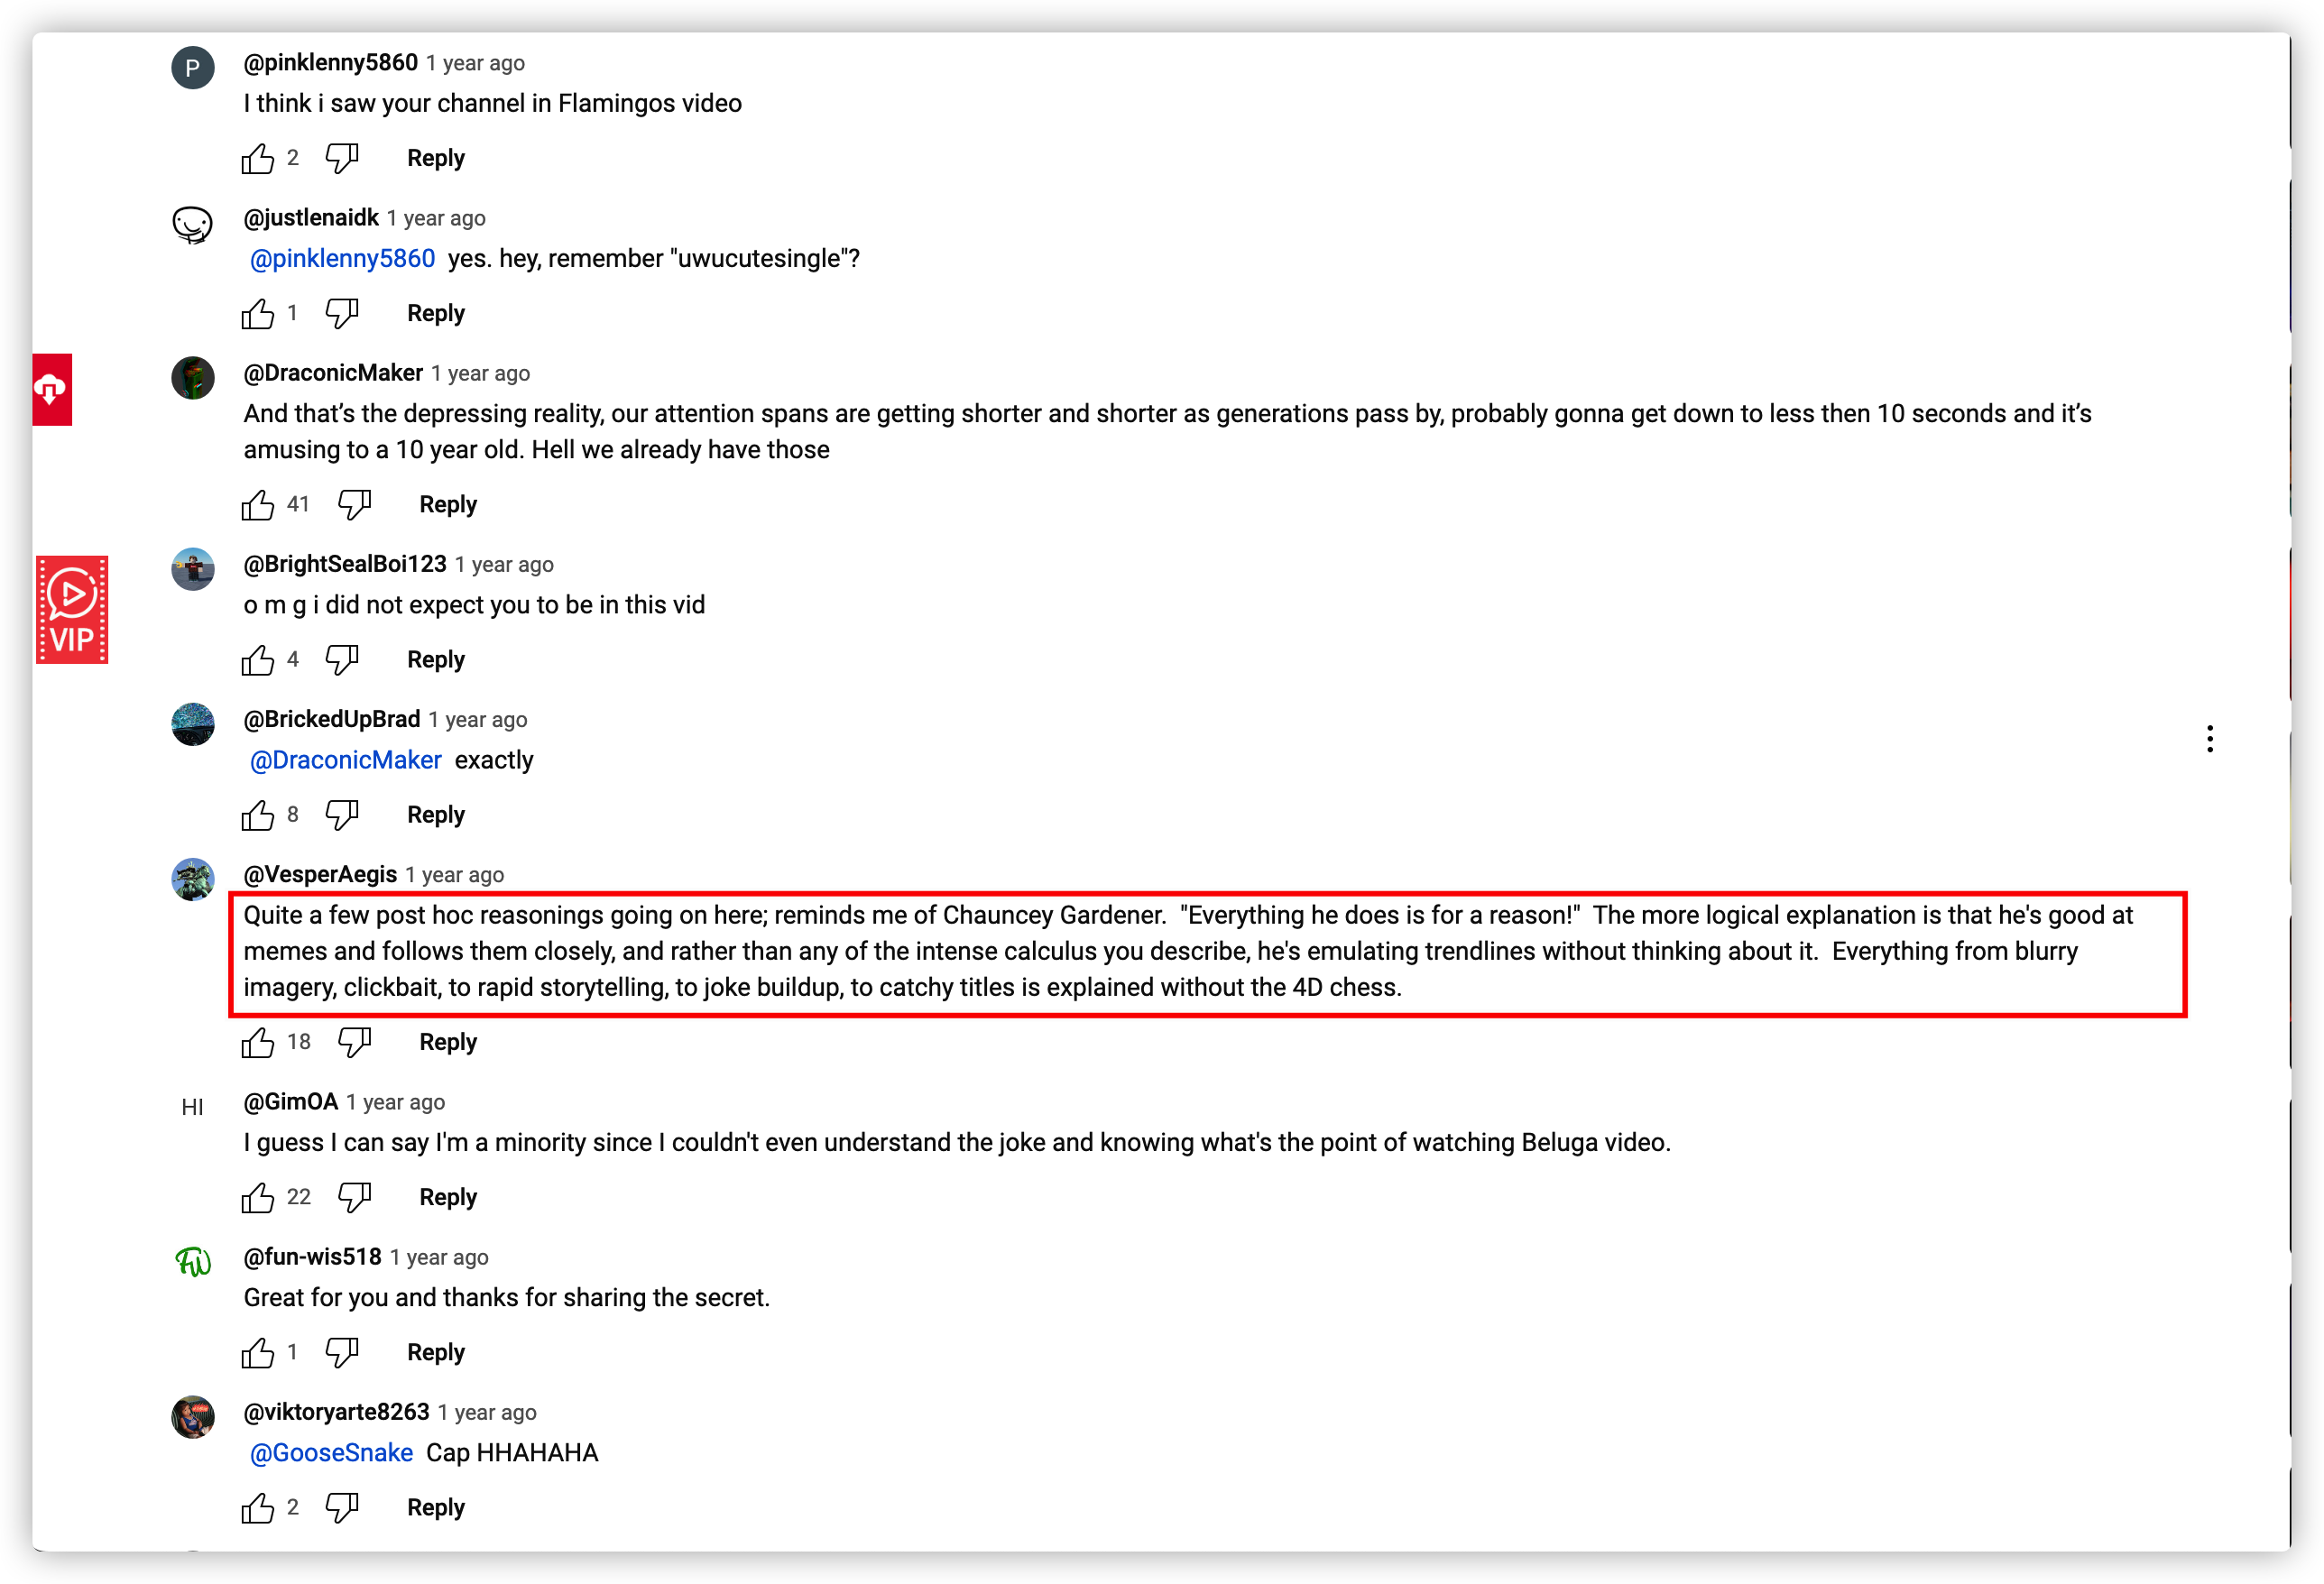 P
@pinklenny5860 1 year ago
I think i saw your channel in Flamingos video
2 Reply
@justlenaidk 1 year ago
@pinklenny5860 yes. hey, remember "uwucutesingle"?
1 Reply
@DraconicMaker 1 year ago
And that’s the depressing reality, our attention spans are getting shorter and shorter as generations pass by, probably gonna get down to less then 10 seconds and it’s
amusing to a 10 year old. Hell we already have those
41 Reply
@BrightSealBoi123 1 year ago
o m g i did not expect you to be in this vid
VIP
4 Reply
@BrickedUpBrad 1 year ago
@DraconicMaker exactly
8 Reply
@VesperAegis 1 year ago
Quite a few post hoc reasonings going on here; reminds me of Chauncey Gardener.  "Everything he does is for a reason!"  The more logical explanation is that he's good at
memes and follows them closely, and rather than any of the intense calculus you describe, he's emulating trendlines without thinking about it.  Everything from blurry
imagery, clickbait, to rapid storytelling, to joke buildup, to catchy titles is explained without the 4D chess.
18 Reply
HI
@GimOA 1 year ago
I guess I can say I'm a minority since I couldn't even understand the joke and knowing what's the point of watching Beluga video.
22 Reply
FW
@fun-wis518 1 year ago
Great for you and thanks for sharing the secret.
1 Reply
@viktoryarte8263 1 year ago
@GooseSnake Cap HHAHAHA
2 Reply